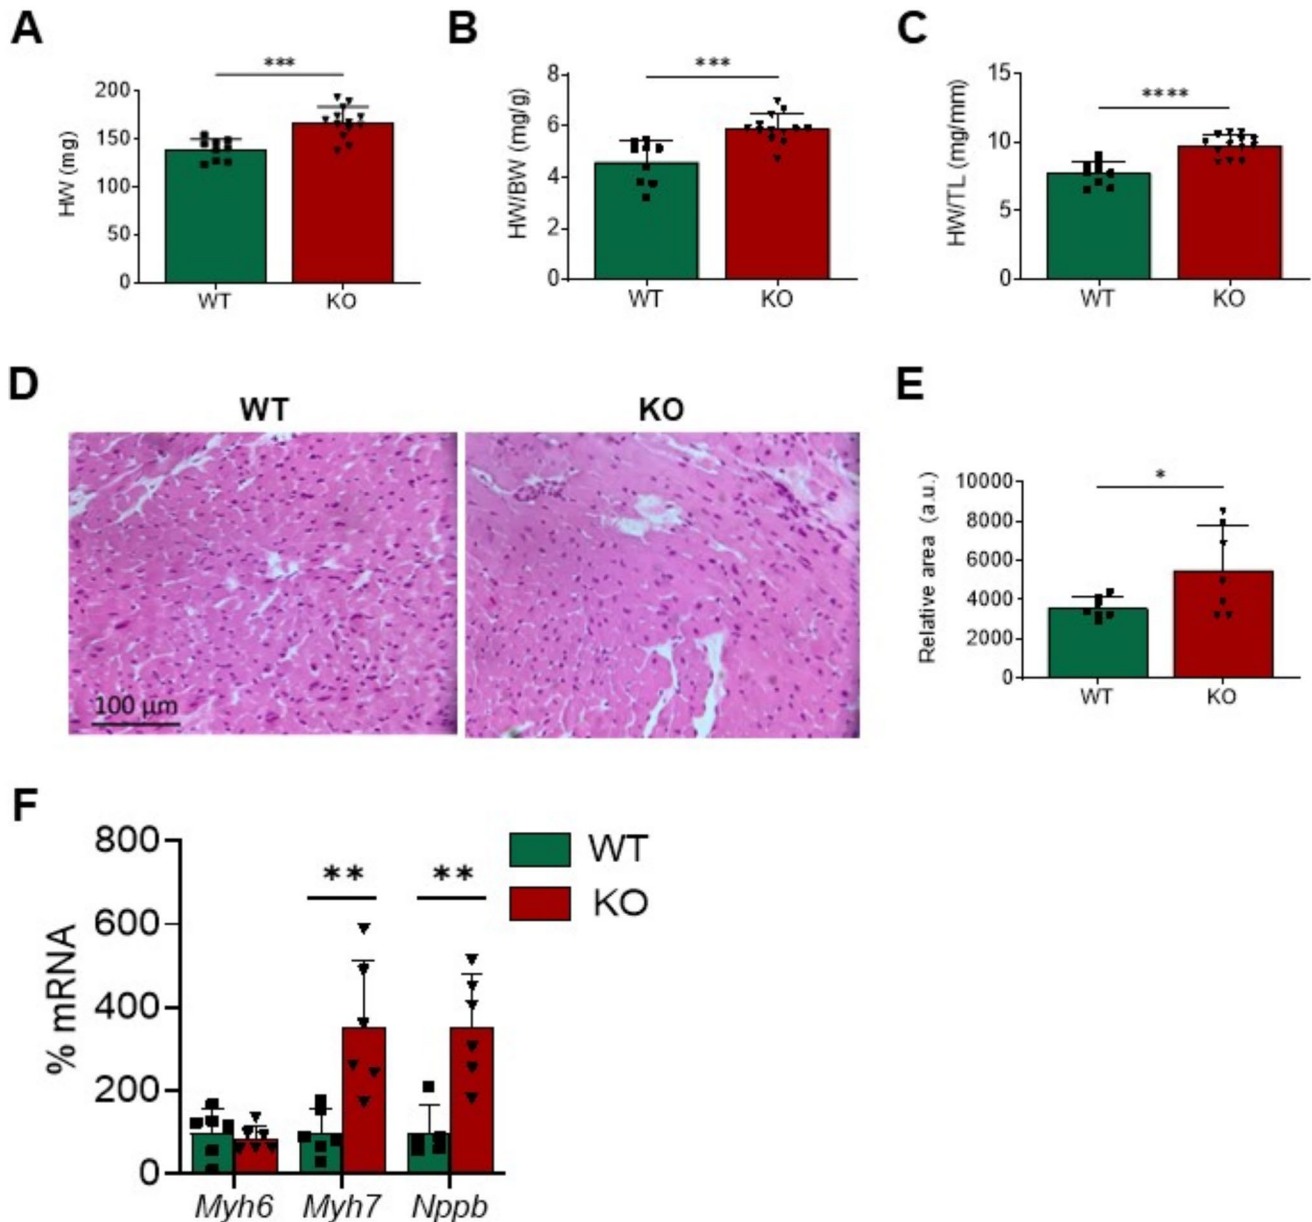 A
B
C
***
HW (mg)
200
150
100
50
0
WT
KO
***
HW/BW (mg/g)
8
6
4
2
0
WT
KO
****
HW/TL (mg/mm)
15
10
5
0
WT
KO
D
WT
KO
100 µm
E
*
Relative area (a.u.)
10000
8000
6000
4000
2000
0
WT
KO
F
% mRNA
800
600
400
200
0
**
**
WT
KO
Myh6 Myh7 Nppb